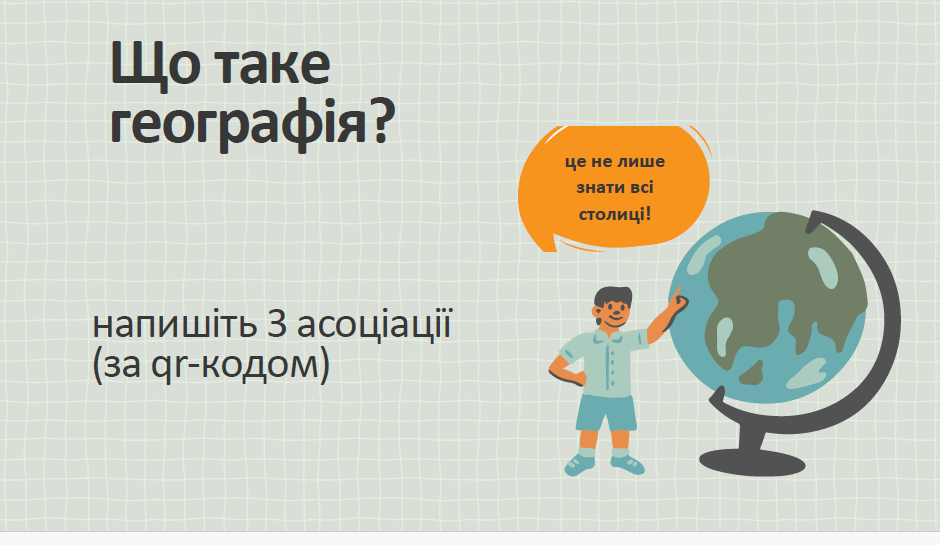 Що таке
географія?
це не лише
знати всі
столиці!
напишіть 3 асоціації
(за qr-кодом)